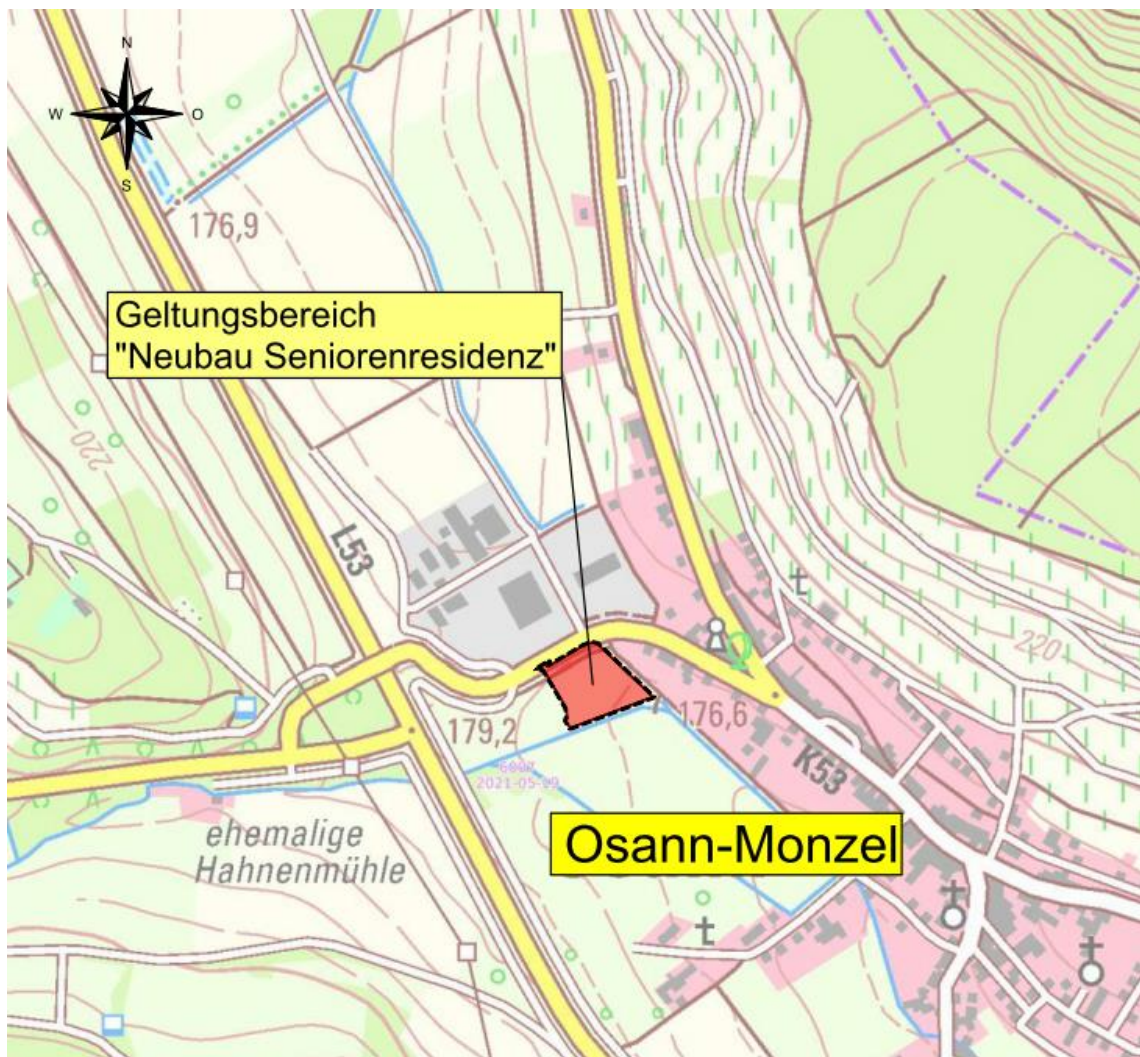 N
W
O
S
176,9
Geltungsbereich
"Neubau Seniorenresidenz"
220
L53
220
179,2
176,6
2021-05-09
K53
ehemalige
Hahnenmühle
Osann-Monzel